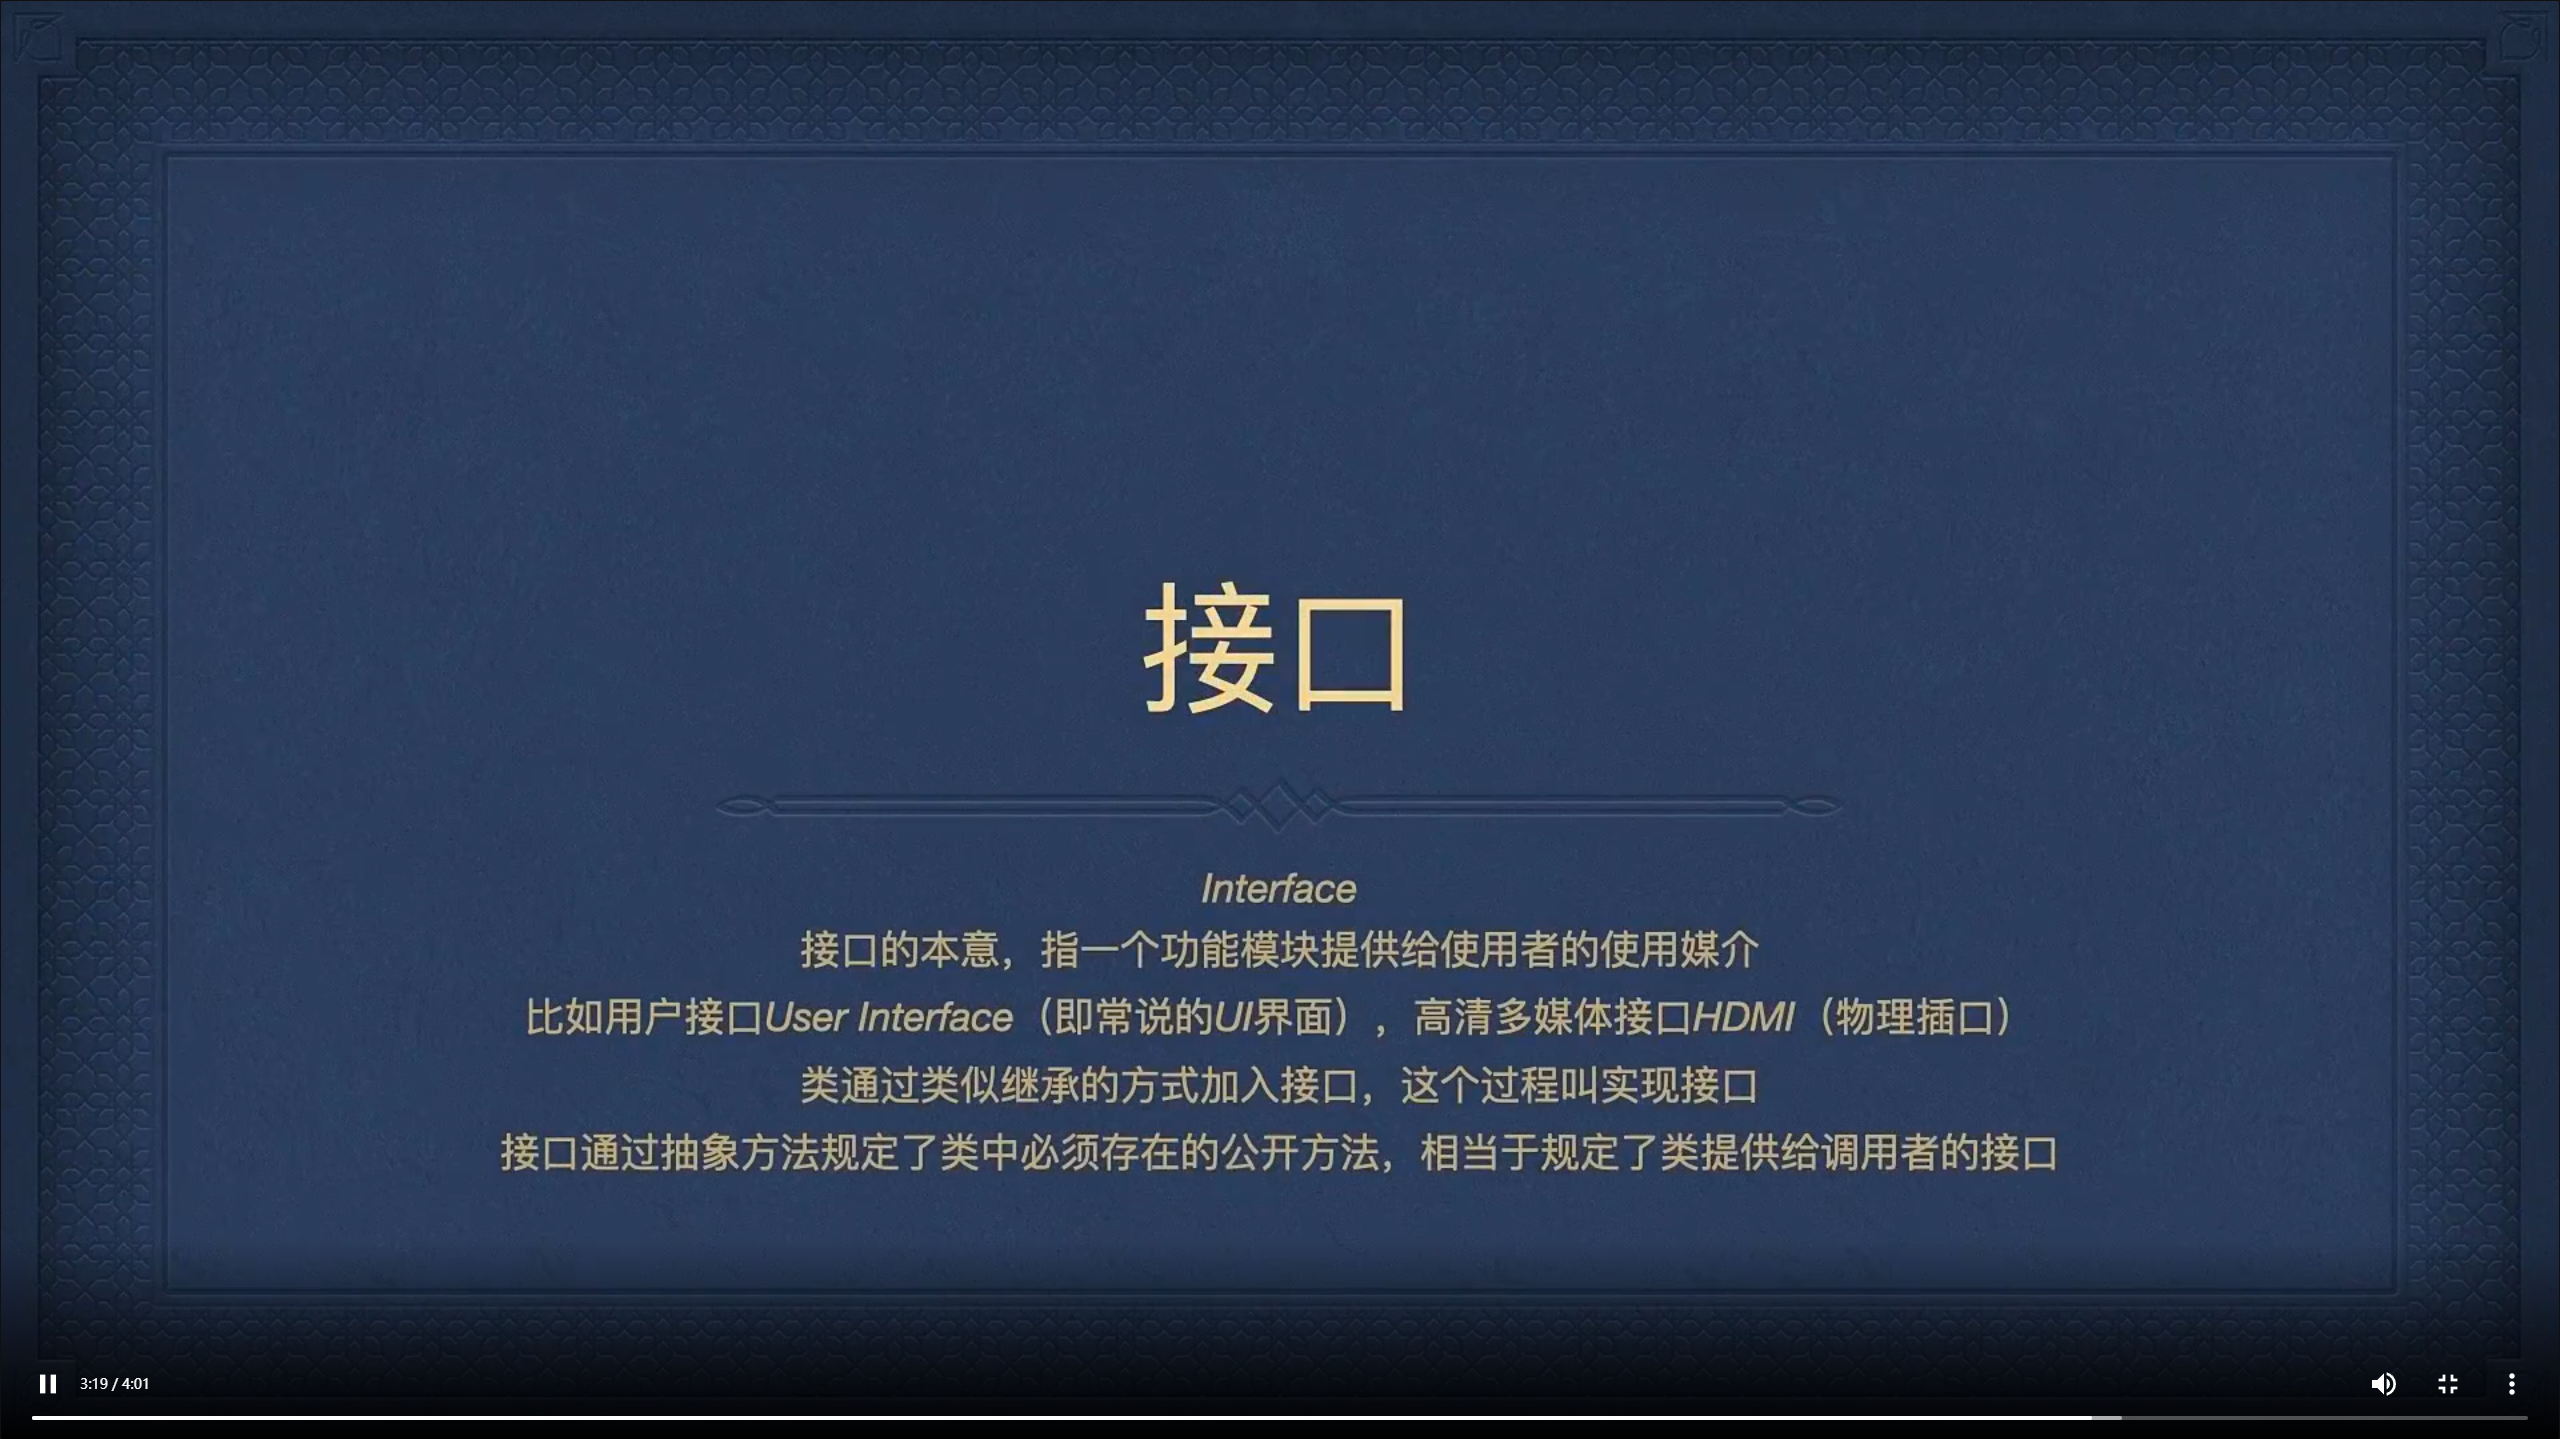 接口
Interface
接口的本意，指一个功能模块提供给使用者的使用媒介
比如用户接口User Interface（即常说的UI界面），高清多媒体接口HDMI（物理插口）
类通过类似继承的方式加入接口，这个过程叫实现接口
接口通过抽象方法规定了类中必须存在的公开方法，相当于规定了类提供给调用者的接口
3:19 / 4:01